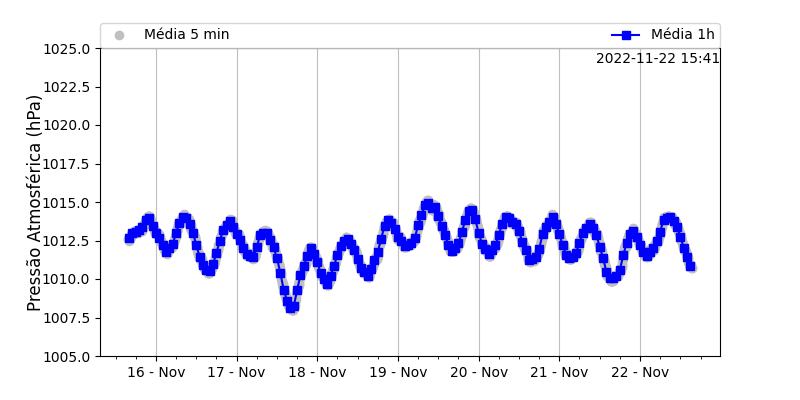 Média 5 min
Média 1h
2022-11-22 15:41
Pressão Atmosférica (hPa)
1025.0
1022.5
1020.0
1017.5
1015.0
1012.5
1010.0
1007.5
1005.0
16 - Nov
17 - Nov
18 - Nov
19 - Nov
20 - Nov
21 - Nov
22 - Nov